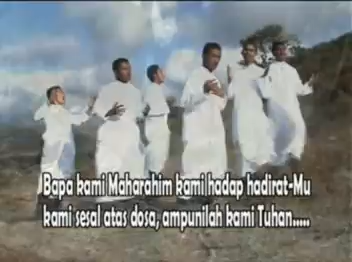 Bapa kami Maharahim kami hadap hadirat-Mu
kami sesal atas dosa, ampunilah kami Tuhan.....